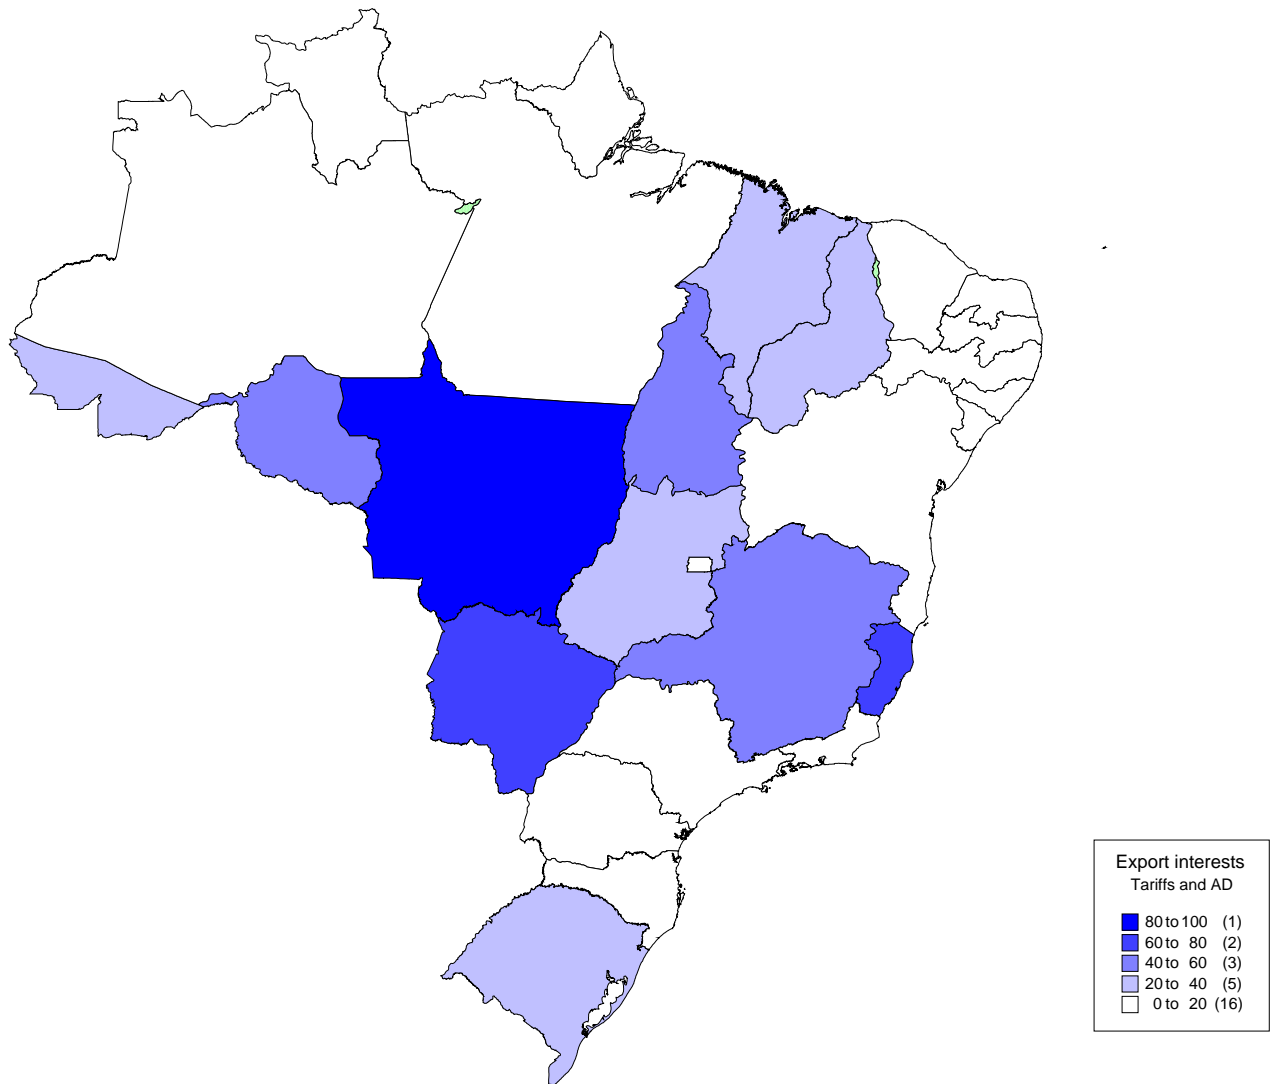 Export interests
Tariffs and AD
80 to 100 (1)
60 to 80 (2)
40 to 60 (3)
20 to 40 (5)
0 to 20 (16)